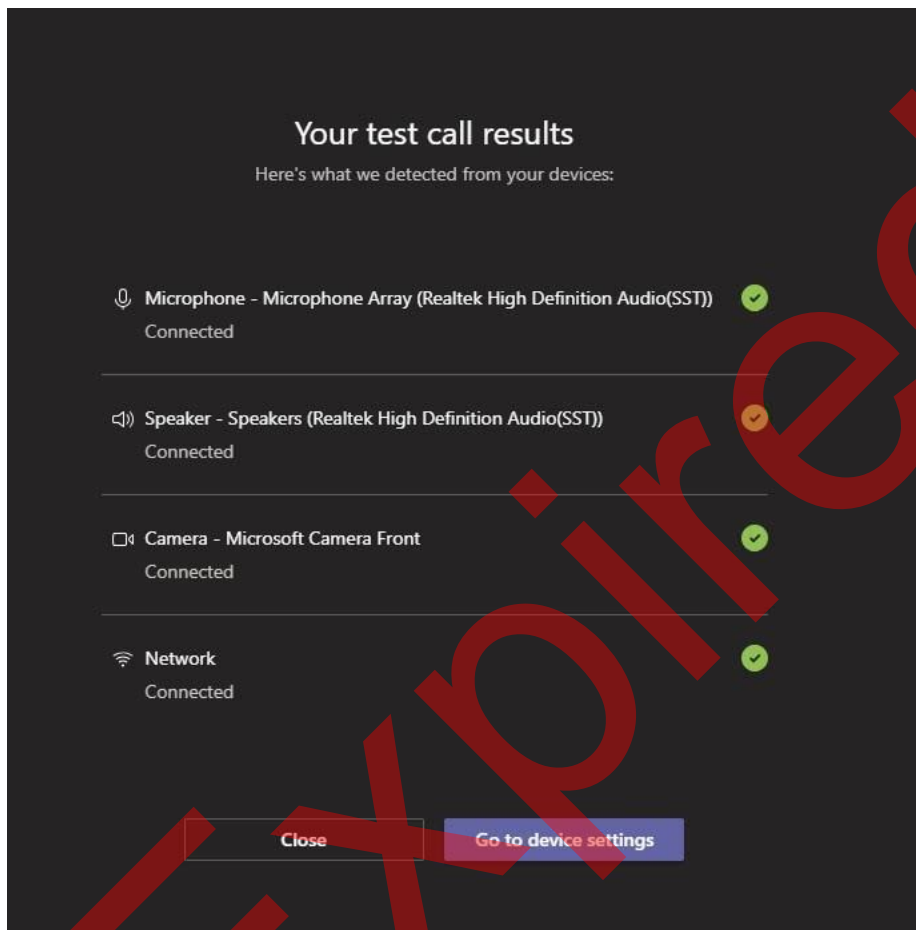 Your test call results
Here's what we detected from your devices:
Microphone - Microphone Array (Realtek High Definition Audio(SST))
Connected
Speaker - Speakers (Realtek High Definition Audio(SST))
Connected
Camera - Microsoft Camera Front
Connected
Network
Connected
Close
Go to device settings
Expired